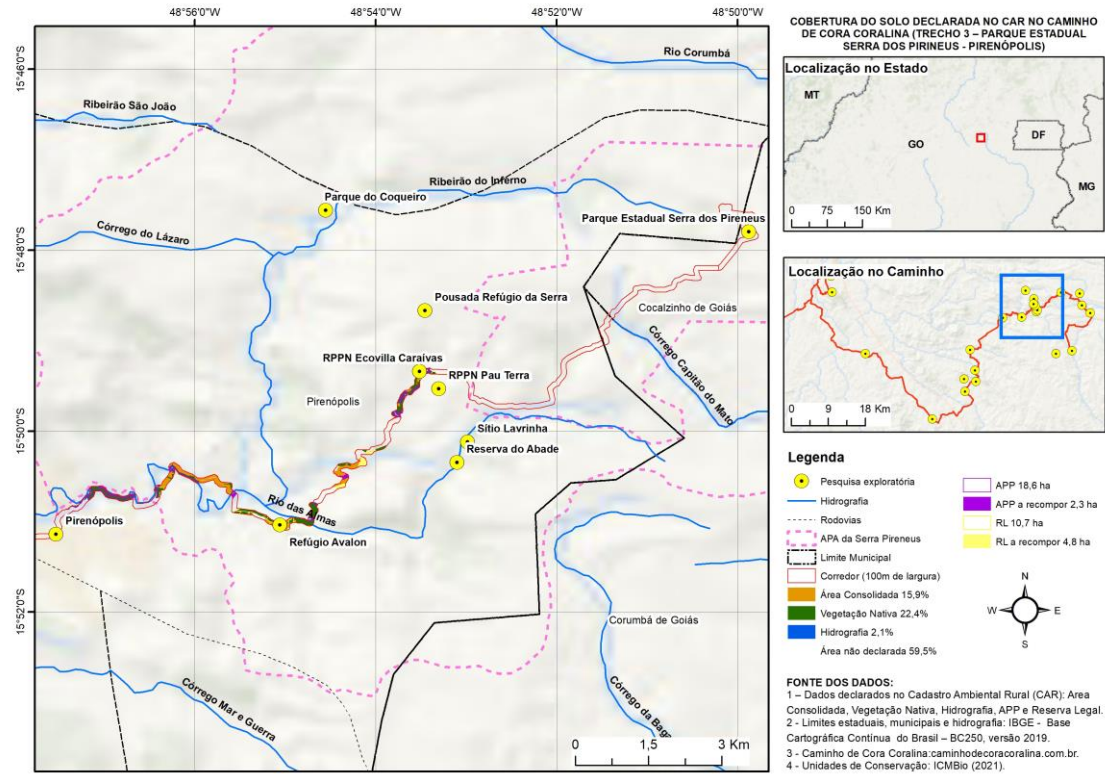 48°56'0"O
48°54'0"O
48°52'0"O
48°50'0"O
15°46'0"S
15°48'0"S
15°50'0"S
15°52'0"S
Rio Corumbá
Ribeirão São João
Ribeirão do Inferno
Parque do Coqueiro
Parque Estadual Serra dos Pireneus
Córrego do Lázaro
Pousada Refúgio da Serra
Cocalzinho de Goiás
Córrego Capitão do Mato
RPPN Ecovilla Caraívas
RPPN Pau Terra
Pirenópolis
Sítio Lavrinha
Reserva do Abade
Rio das Almas
Pirenópolis
Refúgio Avalon
Corumbá de Goiás
Córrego Mar e Guerra
Córrego da Baga
0 1,5 3 Km
COBERTURA DO SOLO DECLARADA NO CAR NO CAMINHO
DE CORA CORALINA (TRECHO 3 – PARQUE ESTADUAL
SERRA DOS PIRINEUS - PIRENÓPOLIS)
Localização no Estado
MT
GO
DF
MG
0 75 150 Km
Localização no Caminho
0 9 18 Km
Legenda
Pesquisa exploratória
Hidrografia
Rodovias
APA da Serra Pireneus
Limite Municipal
Corredor (100m de largura)
Área Consolidada 15,9%
Vegetação Nativa 22,4%
Hidrografia 2,1%
Área não declarada 59,5%
APP 18,6 ha
APP a recompor 2,3 ha
RL 10,7 ha
RL a recompor 4,8 ha
N
W E
S
FONTE DOS DADOS:
1 – Dados declarados no Cadastro Ambiental Rural (CAR): Area
Consolidada, Vegetação Nativa, Hidrografia, APP e Reserva Legal.
2 - Limites estaduais, municipais e hidrografia: IBGE - Base
Cartográfica Contínua do Brasil – BC250, versão 2019.
3 - Caminho de Cora Coralina:caminhodecoracoralina.com.br.
4 - Unidades de Conservação: ICMBio (2021).